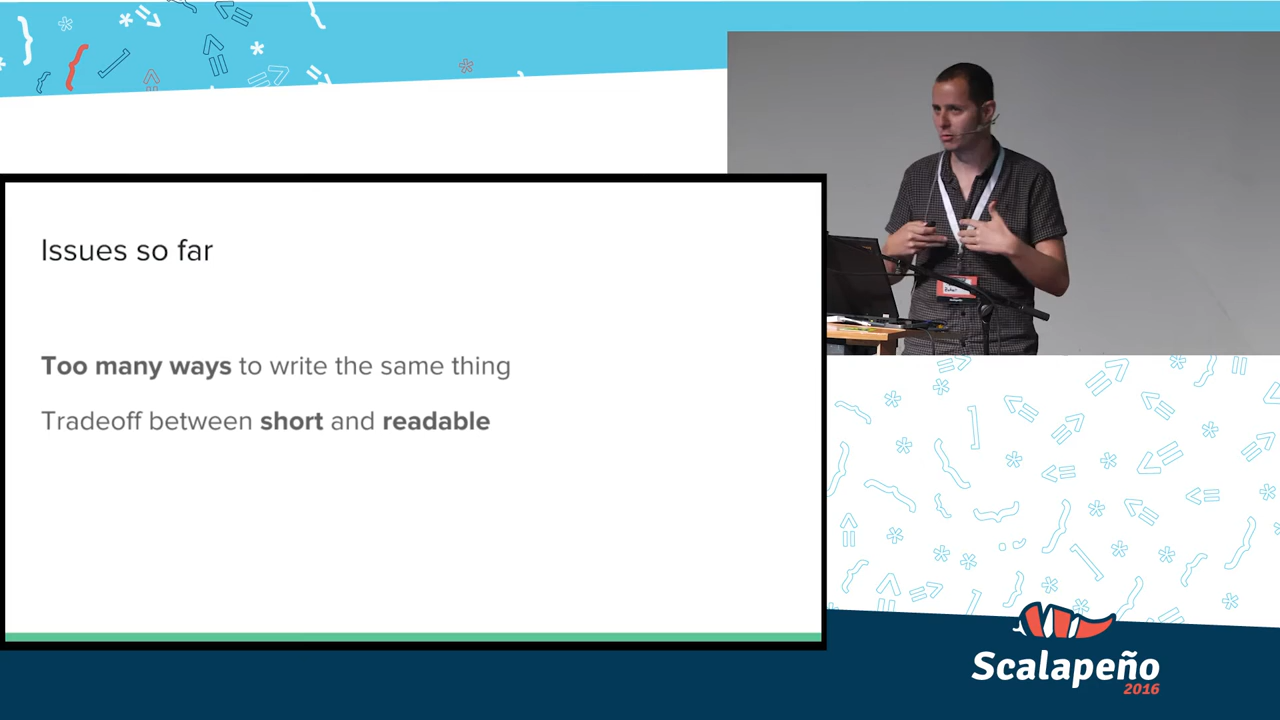 Issues so far
Too many ways to write the same thing
Tradeoff between short and readable
Scalapeño
2016